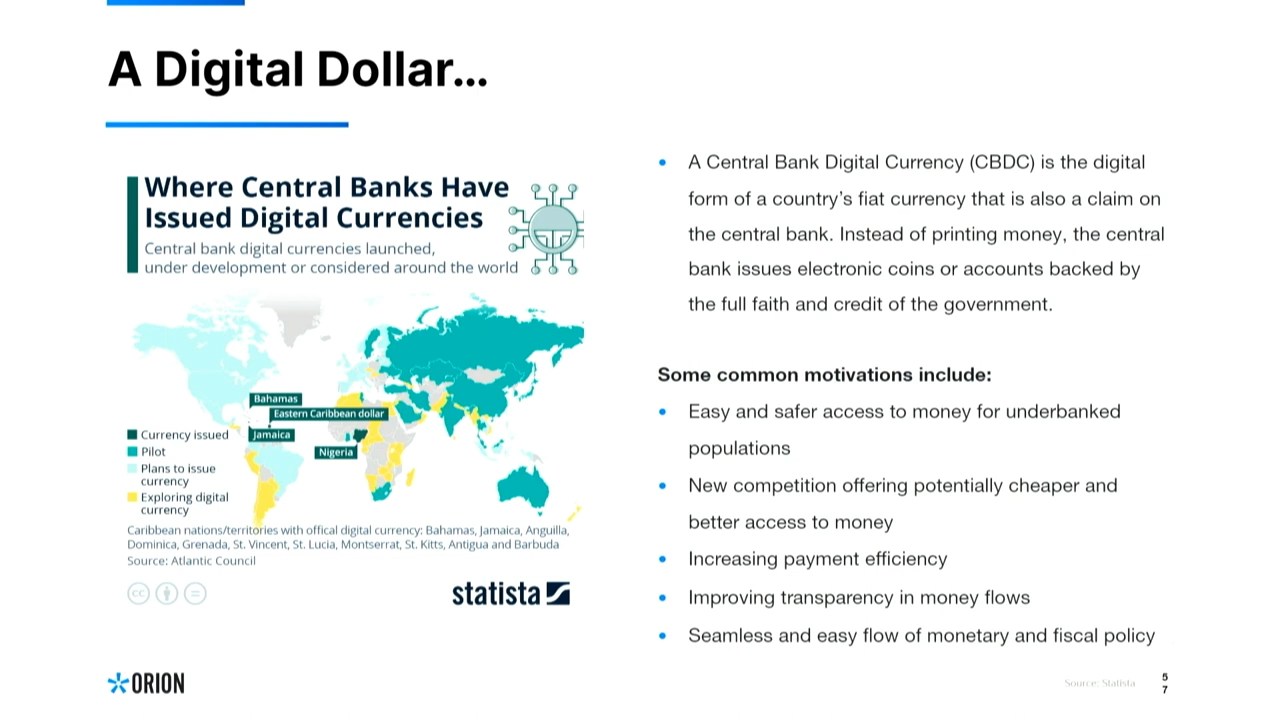 A Digital Dollar...
Where Central Banks Have
Issued Digital Currencies
Central bank digital currencies launched,
under development or considered around the world
Bahamas
Eastern Caribbean dollar
Jamaica
Nigeria
Currency issued
Pilot
Plans to issue
currency
Exploring digital
currency
Caribbean nations/territories with offical digital currency: Bahamas, Jamaica, Anguilla,
Dominica, Grenada, St. Vincent, St. Lucia, Montserrat, St. Kitts, Antigua and Barbuda
Source: Atlantic Council
cc
statista
• A Central Bank Digital Currency (CBDC) is the digital
form of a country’s fiat currency that is also a claim on
the central bank. Instead of printing money, the central
bank issues electronic coins or accounts backed by
the full faith and credit of the government.
Some common motivations include:
• Easy and safer access to money for underbanked
populations
• New competition offering potentially cheaper and
better access to money
• Increasing payment efficiency
• Improving transparency in money flows
• Seamless and easy flow of monetary and fiscal policy
ORION
Source: Statista
5
7